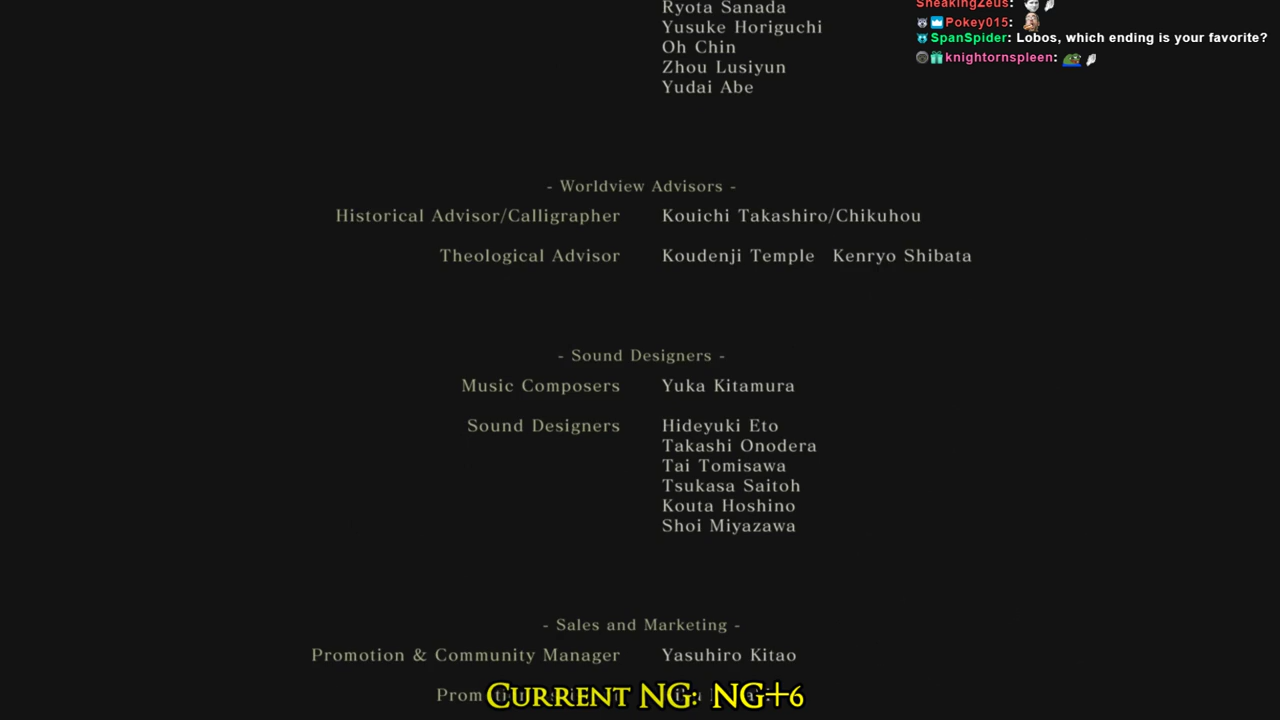 Ryota Sanada
Yusuke Horiguchi
Oh Chin
Zhou Lusiyun
Yudai Abe
SneakingZeus:
Pokey015:
SpanSpider: Lobos, which ending is your favorite?
knightornspleen:
- Worldview Advisors -
Historical Advisor/Calligrapher Kouichi Takashiro/Chikuhou
Theological Advisor Koudenji Temple Kenryo Shibata
- Sound Designers -
Music Composers Yuka Kitamura
Sound Designers Hideyuki Eto
Takashi Onodera
Tai Tomisawa
Tsukasa Saitoh
Kouta Hoshino
Shoi Miyazawa
- Sales and Marketing -
Promotion & Community Manager Yasuhiro Kitao
Current NG: NG+6